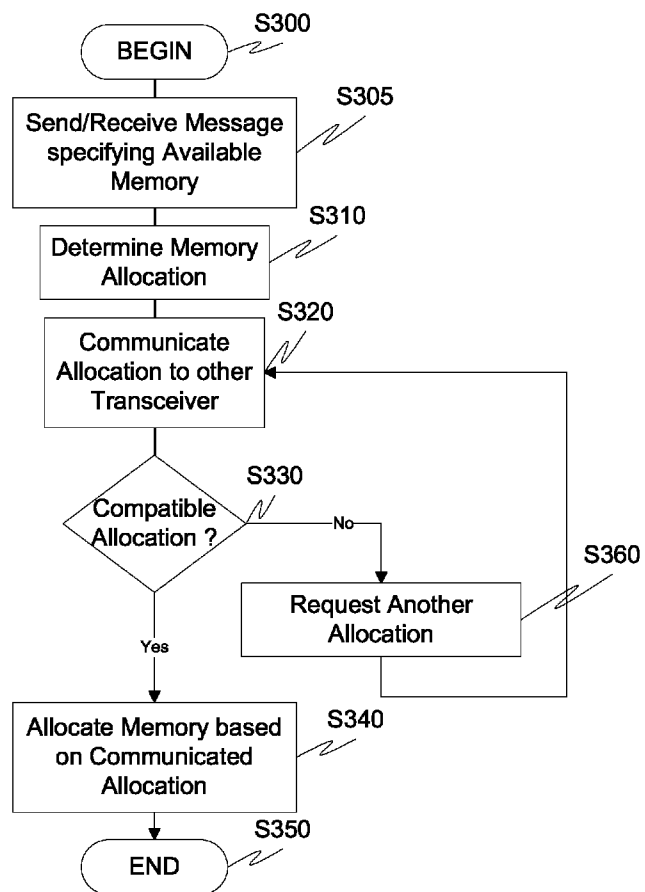 S300
BEGIN
S305
Send/Receive Message
specifying Available
Memory
S310
Determine Memory
Allocation
S320
Communicate
Allocation to other
Transceiver
S330
Compatible
Allocation ?
No
S360
Request Another
Allocation
Yes
S340
Allocate Memory based
on Communicated
Allocation
S350
END